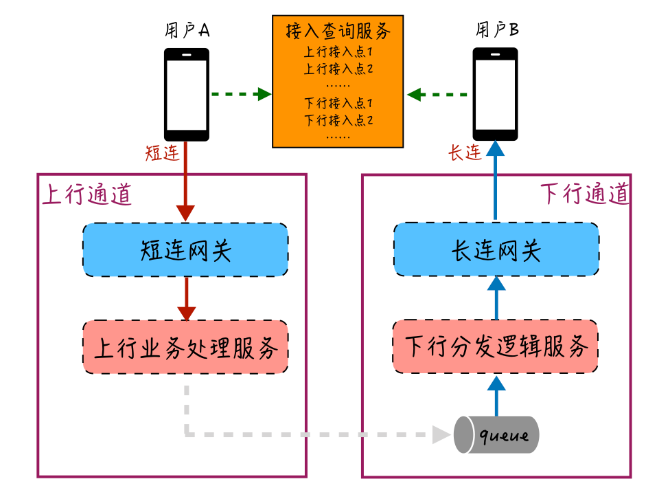 用户A
用户B
接入查询服务
上行接入点1
上行接入点2
……
下行接入点1
下行接入点2
……
短连
长连
上行通道
下行通道
短连网关
长连网关
上行业务处理服务
下行分发逻辑服务
queue